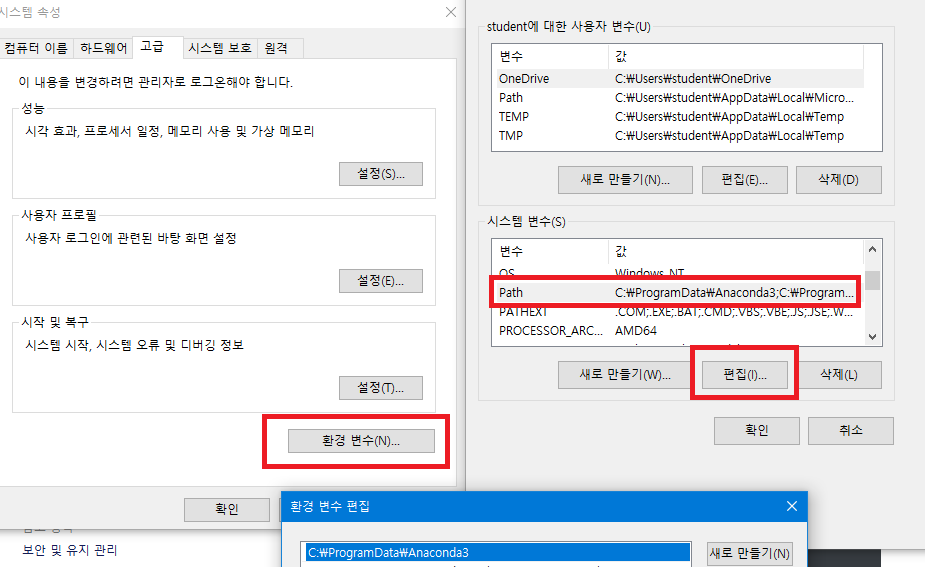 시스템 속성
컴퓨터 이름 하드웨어 고급 시스템 보호 원격
이 내용을 변경하려면 관리자로 로그온해야 합니다.
성능
시각 효과, 프로세서 일정, 메모리 사용 및 가상 메모리
설정(S)...
사용자 프로필
사용자 로그인에 관련된 바탕 화면 설정
설정(E)...
시작 및 복구
시스템 시작, 시스템 오류 및 디버깅 정보
설정(T)...
환경 변수(N)...
확인
보안 및 유지 관리
student에 대한 사용자 변수(U)
변수 값
OneDrive C:₩Users₩student₩OneDrive
Path C:₩Users₩student₩AppData₩Local₩Micro...
TEMP C:₩Users₩student₩AppData₩Local₩Temp
TMP C:₩Users₩student₩AppData₩Local₩Temp
새로 만들기(N)... 편집(E)... 삭제(D)
시스템 변수(S)
변수 값
OS Windows_NT
Path C:₩ProgramData₩Anaconda3;C:₩Program...
PATHEXT .COM;.EXE;.BAT;.CMD;.VBS;.VBE;.JS;.JSE;.W...
PROCESSOR_ARC... AMD64
새로 만들기(W)... 편집(I)... 삭제(L)
확인 취소
환경 변수 편집
C:₩ProgramData₩Anaconda3
새로 만들기(N)